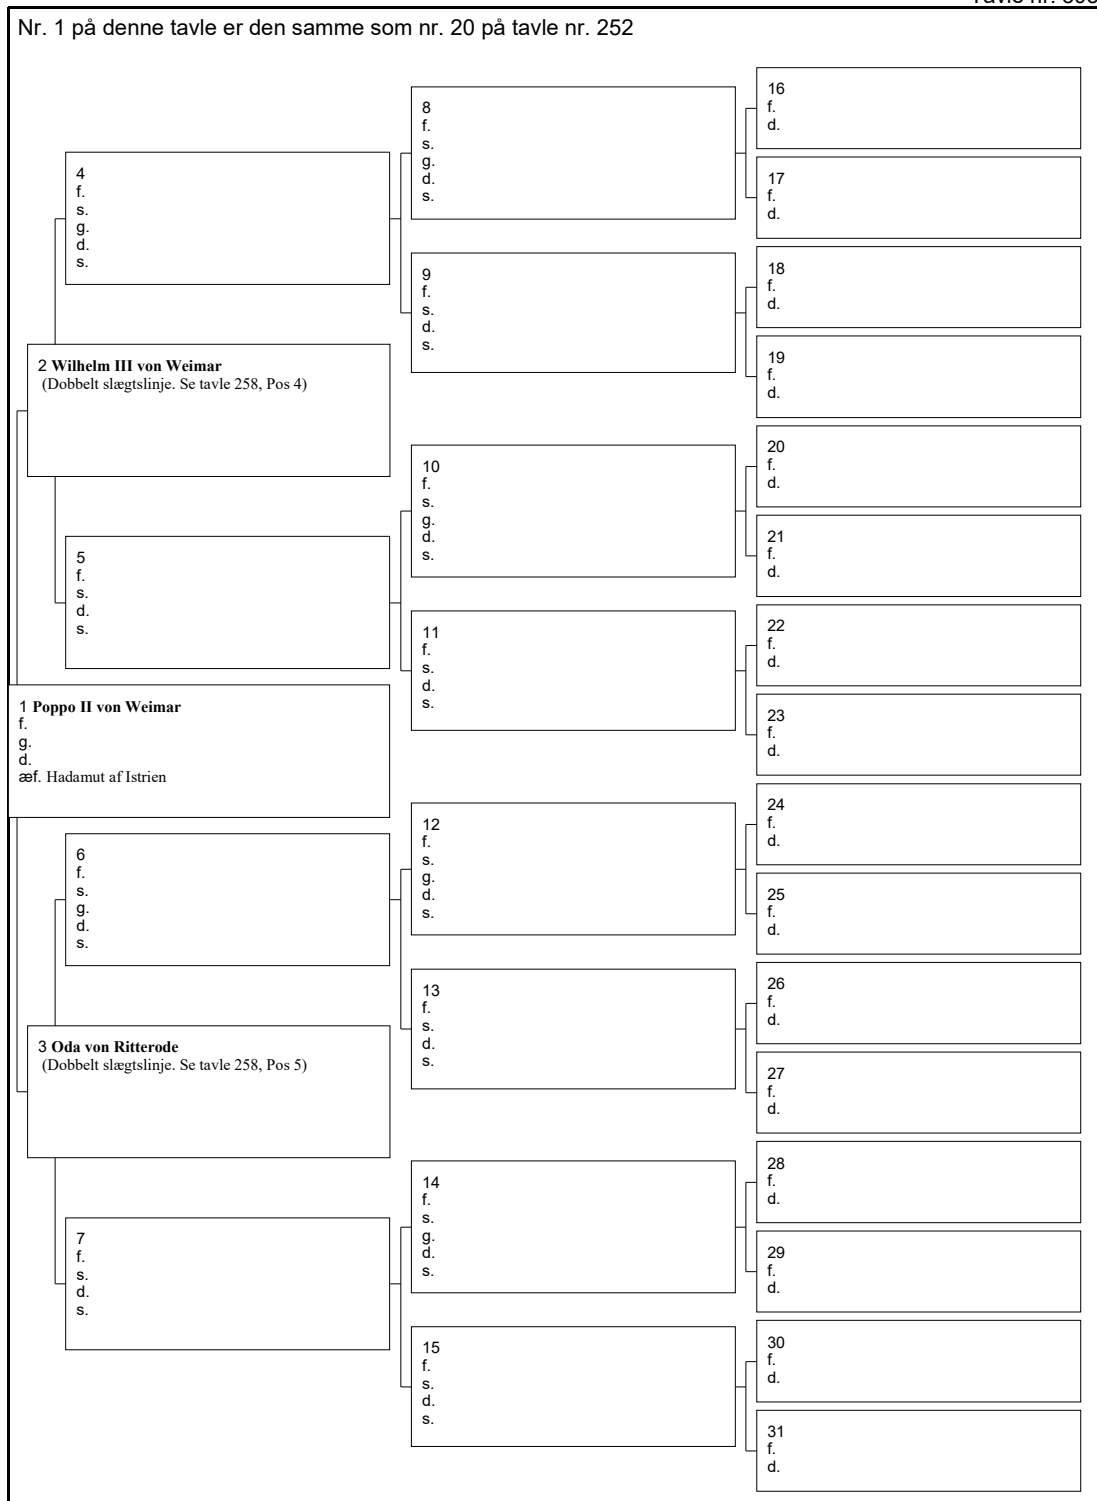 Nr. 1 på denne tavle er den samme som nr. 20 på tavle nr. 252
16
f.
d.
8
f.
s.
g.
d.
s.
17
f.
d.
4
f.
s.
g.
d.
s.
18
f.
d.
9
f.
s.
d.
s.
19
f.
d.
2 Wilhelm III von Weimar
(Dobbelt slægtslinje. Se tavle 258, Pos 4)
20
f.
d.
10
f.
s.
g.
d.
s.
21
f.
d.
5
f.
s.
d.
s.
22
f.
d.
11
f.
s.
d.
s.
23
f.
d.
1 Poppo II von Weimar
f.
g.
d.
æf. Hadamut af Istrien
24
f.
d.
12
f.
s.
g.
d.
s.
25
f.
d.
6
f.
s.
g.
d.
s.
26
f.
d.
13
f.
s.
d.
s.
27
f.
d.
3 Oda von Ritterode
(Dobbelt slægtslinje. Se tavle 258, Pos 5)
28
f.
d.
14
f.
s.
g.
d.
s.
29
f.
d.
7
f.
s.
d.
s.
30
f.
d.
15
f.
s.
d.
s.
31
f.
d.